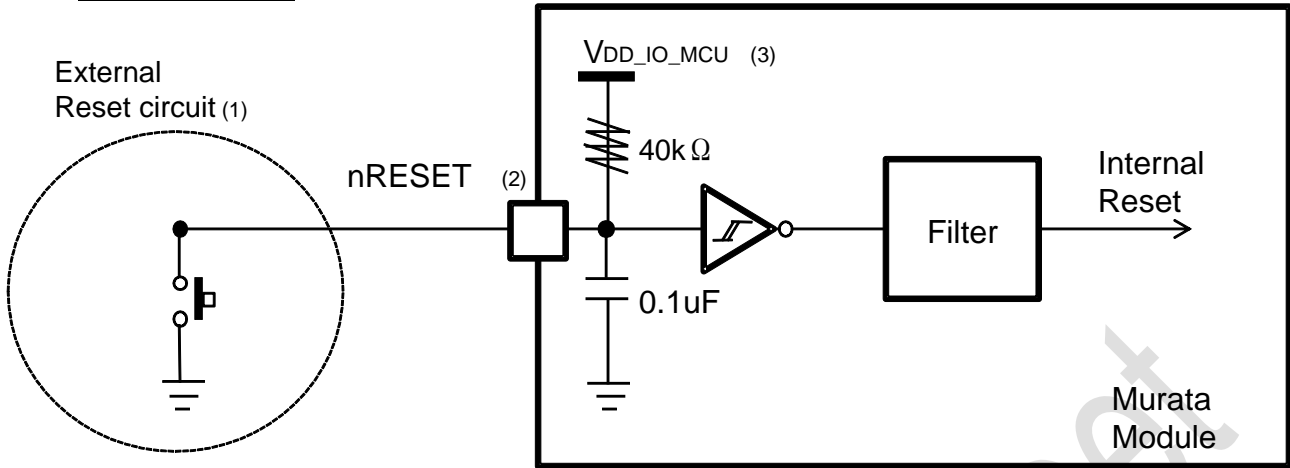 External
Reset circuit (1)
VDD_IO_MCU (3)
40kΩ
nRESET (2)
Internal
Reset
Filter
0.1uF
Murata
Module